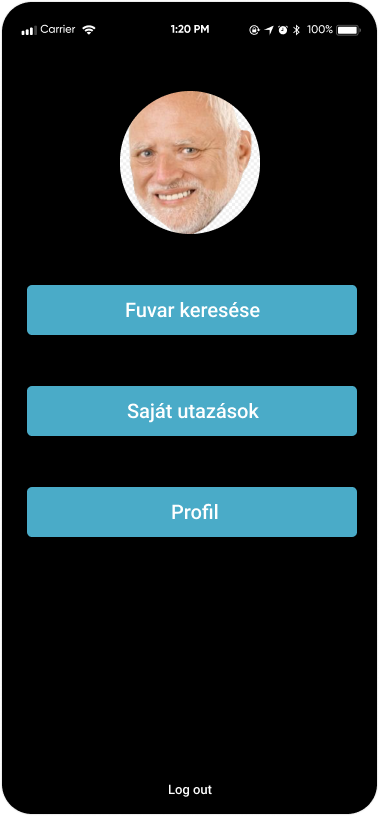 Carrier 1:20 PM 100%
Fuvar keresése
Saját utazások
Profil
Log out